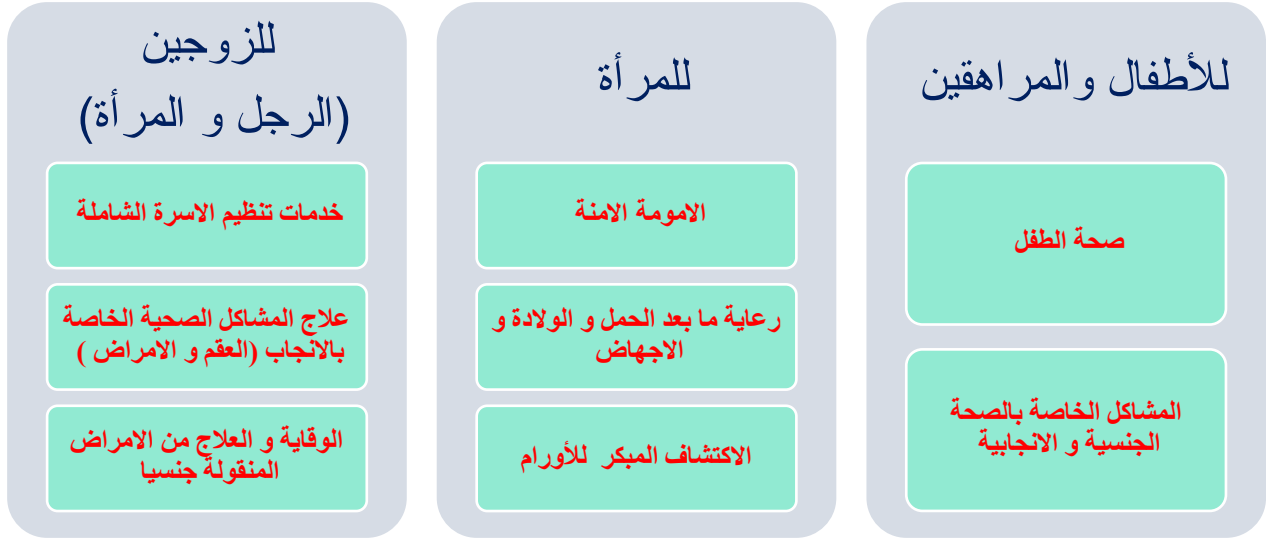 للأطفال والمراهقين
صحة الطفل
المشاكل الخاصة بالصحة
الجنسية و الانجابية
للمرأة
الامومة الامنة
رعاية ما بعد الحمل و الولادة و
الاجهاض
الاكتشاف المبكر للأورام
للزوجين
(الرجل و المرأة)
خدمات تنظيم الاسرة الشاملة
علاج المشاكل الصحية الخاصة
بالانجاب (العقم و الامراض )
الوقاية و العلاج من الامراض
المنقولة جنسيا